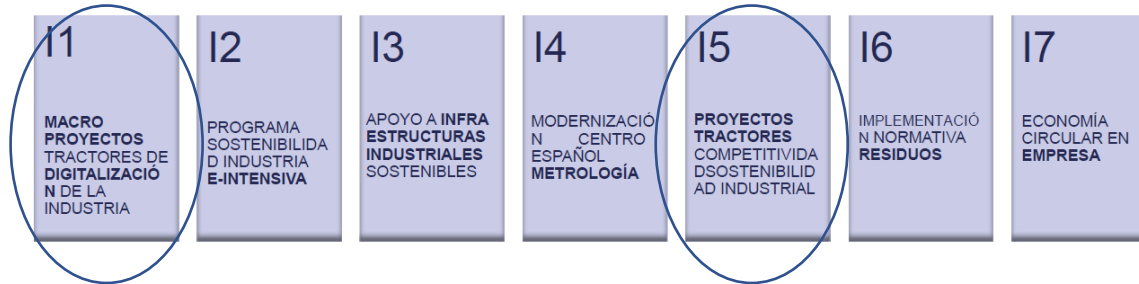 I1
MACRO
PROYECTOS
TRACTORES DE
DIGITALIZACIÓ
N DE LA
INDUSTRIA
I2
PROGRAMA
SOSTENIBILIDA
D INDUSTRIA
E-INTENSIVA
I3
APOYO A INFRA
ESTRUCTURAS
INDUSTRIALES
SOSTENIBLES
I4
MODERNIZACIÓ
N CENTRO
ESPAÑOL
METROLOGÍA
I5
PROYECTOS
TRACTORES
COMPETITIVIDA
DSOSTENIBILID
AD INDUSTRIAL
I6
IMPLEMENTACIÓ
N NORMATIVA
RESIDUOS
I7
ECONOMÍA
CIRCULAR EN
EMPRESA